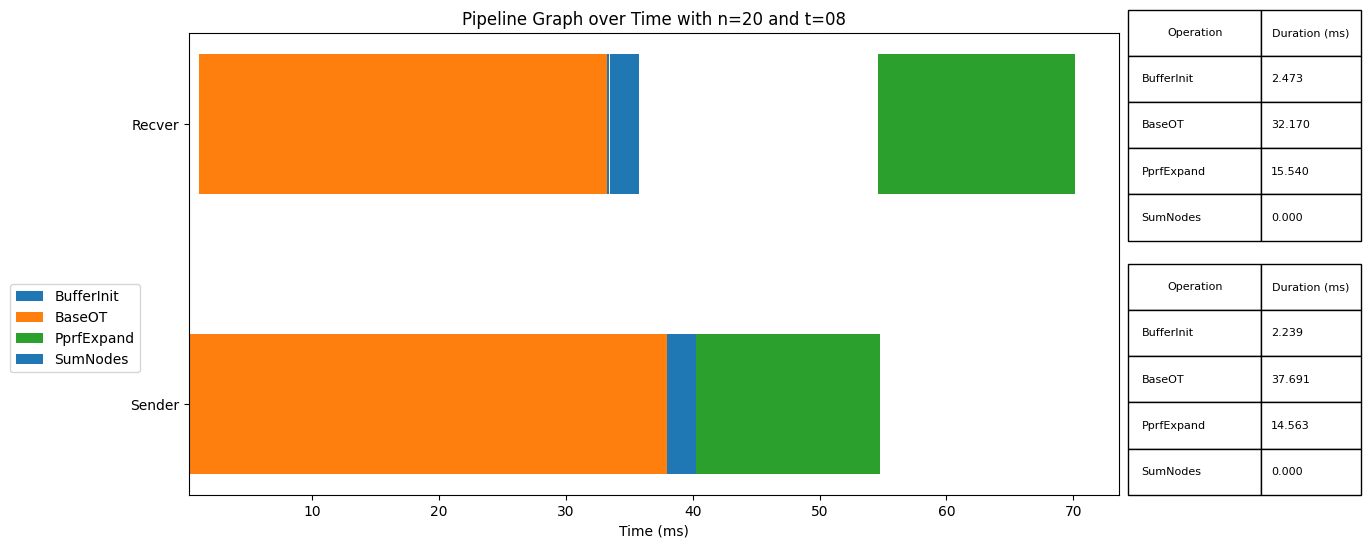 Pipeline Graph over Time with n=20 and t=08
Recver
Sender
10 20 30 40 50 60 70
Time (ms)
BufferInit
BaseOT
PprfExpand
SumNodes
Operation Duration (ms)
BufferInit 2.473
BaseOT 32.170
PprfExpand 15.540
SumNodes 0.000
Operation Duration (ms)
BufferInit 2.239
BaseOT 37.691
PprfExpand 14.563
SumNodes 0.000